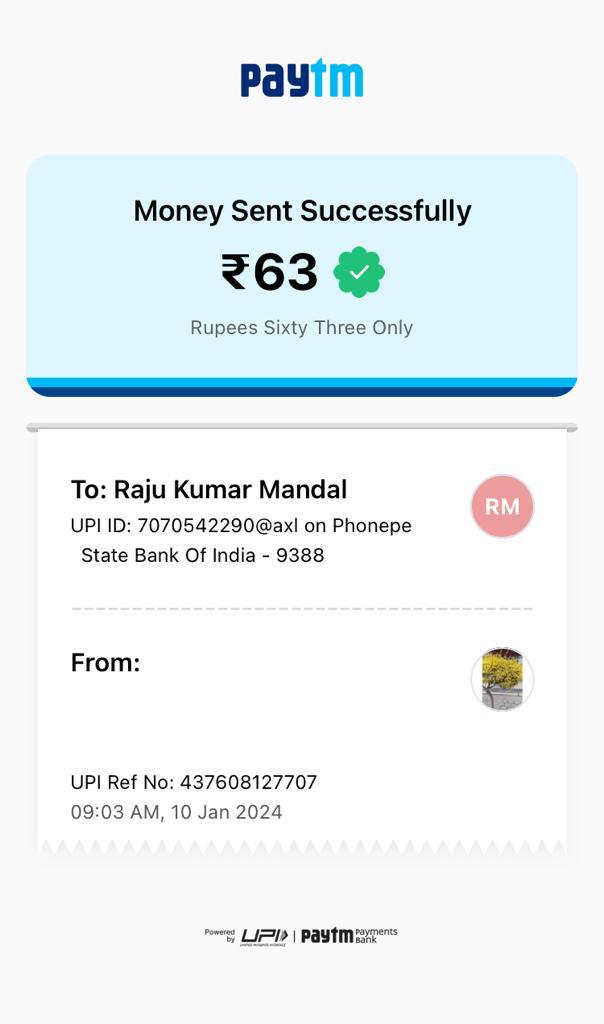 paytm
Money Sent Successfully
₹63
Rupees Sixty Three Only
To: Raju Kumar Mandal
RM
UPI ID: 7070542290@axl on Phonepe
State Bank Of India - 9388
From:
UPI Ref No: 437608127707
09:03 AM, 10 Jan 2024
Powered by UPI UNIFIED PAYMENTS INTERFACE | paytm Payments Bank